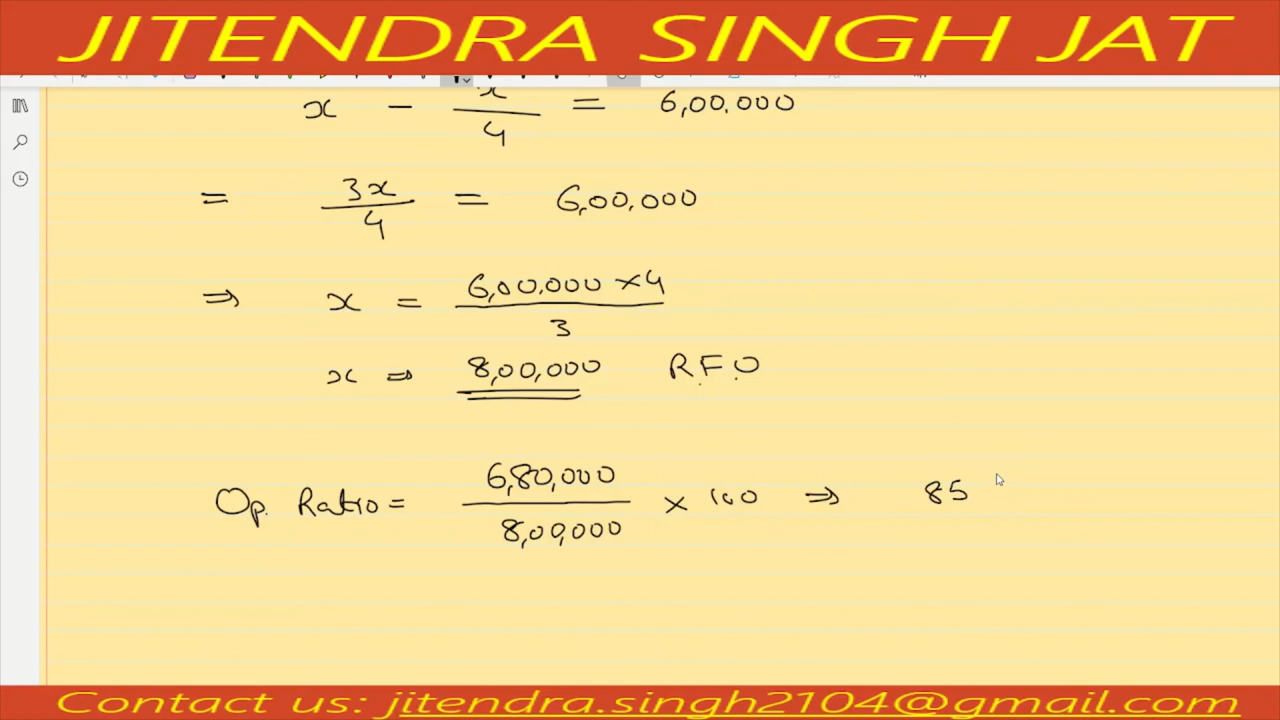 JITENDRA SINGH JAT
x - x/4 = 6,00,000
= 3x/4 = 6,00,000
⇒ x = 6,00,000 × 4 / 3
x ⇒ 8,00,000 R.F.O
Op. Ratio = 6,80,000 / 8,00,000 × 100 ⇒ 85
Contact us: jitendra.singh2104@gmail.com